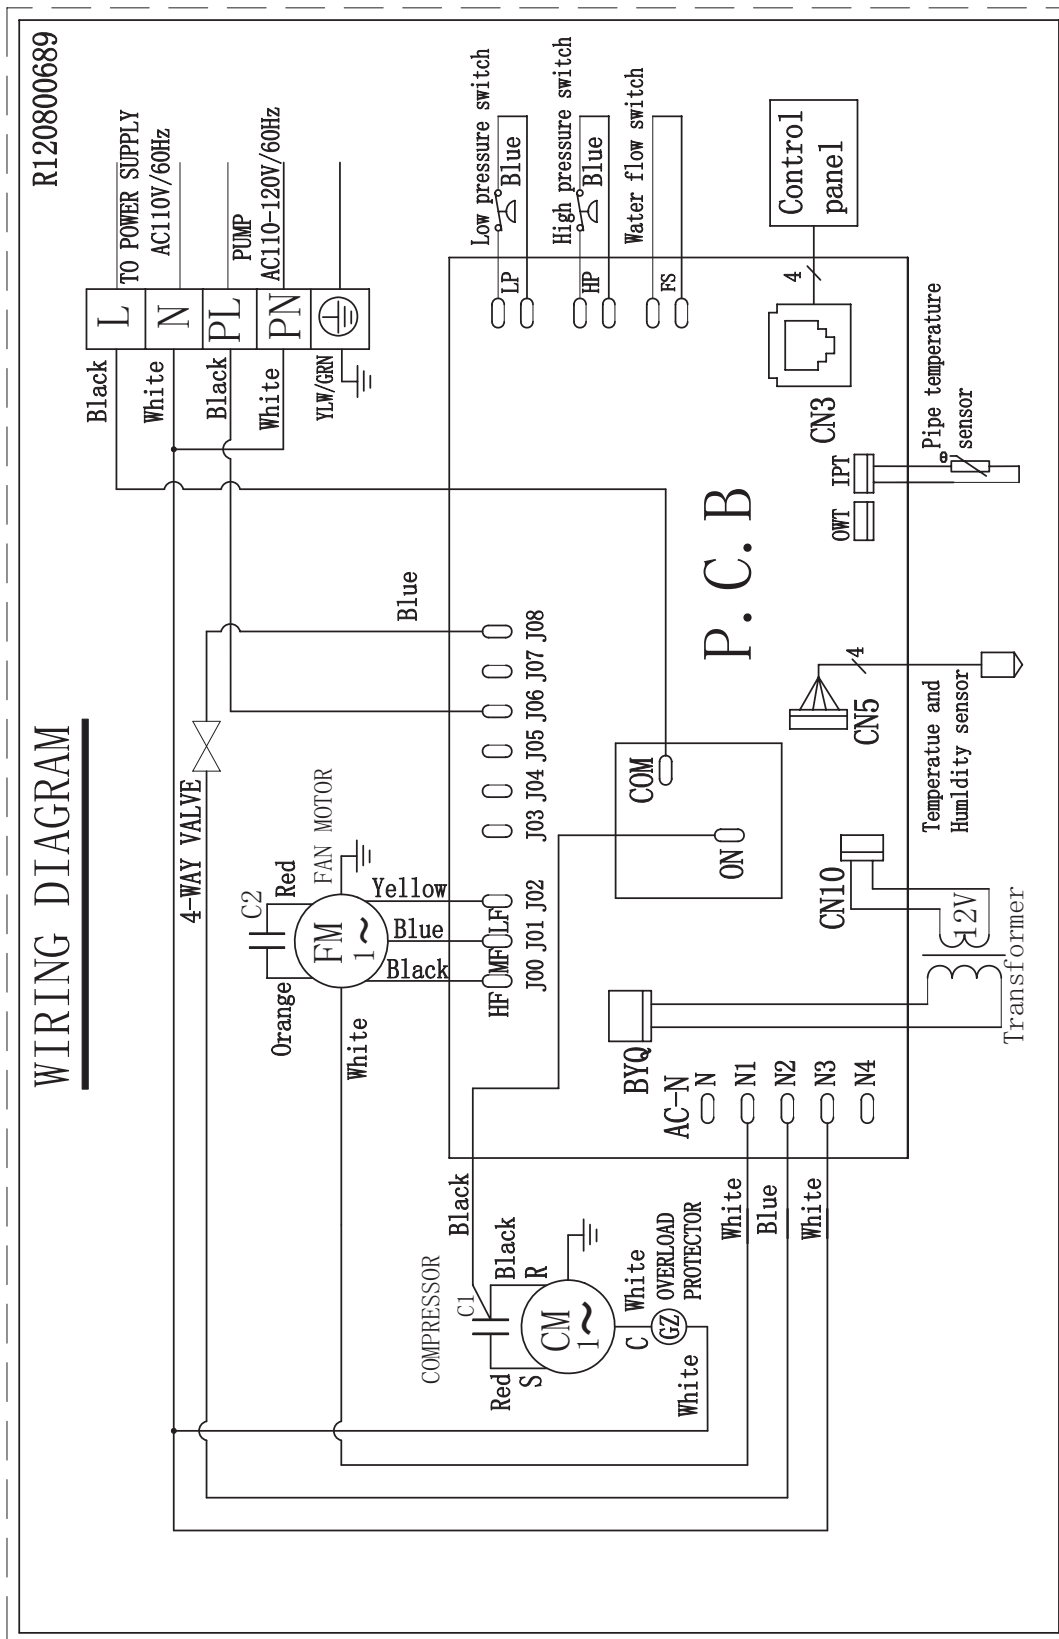 WIRING DIAGRAM
R120800689
L
N
PL
PN
TO POWER SUPPLY
AC110V/60Hz
PUMP
AC110-120V/60Hz
Black
White
Black
White
YLW/GRN
4-WAY VALVE
Blue
C2
Orange
Red
FM
1~
FAN MOTOR
White
Black
Blue
Yellow
HF
MF
LF
J00
J01
J02
J03
J04
J05
J06
J07
J08
Low pressure switch
Blue
LP
High pressure switch
Blue
HP
Water flow switch
FS
Control
panel
4
CN3
P.C.B
OWT
IPT
θ
Pipe temperature
sensor
COM
ON
CN5
4
Temperatue and
Humldity sensor
CN10
12V
Transformer
BYQ
AC-N
N
N1
N2
N3
N4
White
Blue
White
COMPRESSOR
C1
Black
Black
Red
S
R
CM
1~
C
White
GZ
OVERLOAD
PROTECTOR
White